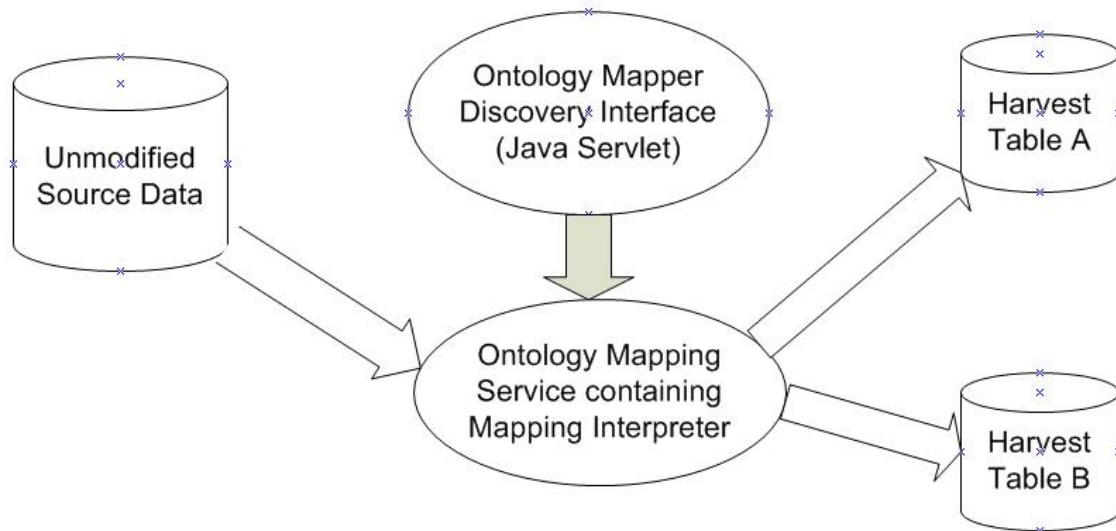 Unmodified
Source Data
Ontology Mapper
Discovery Interface
(Java Servlet)
Harvest
Table A
Ontology Mapping
Service containing
Mapping Interpreter
Harvest
Table B